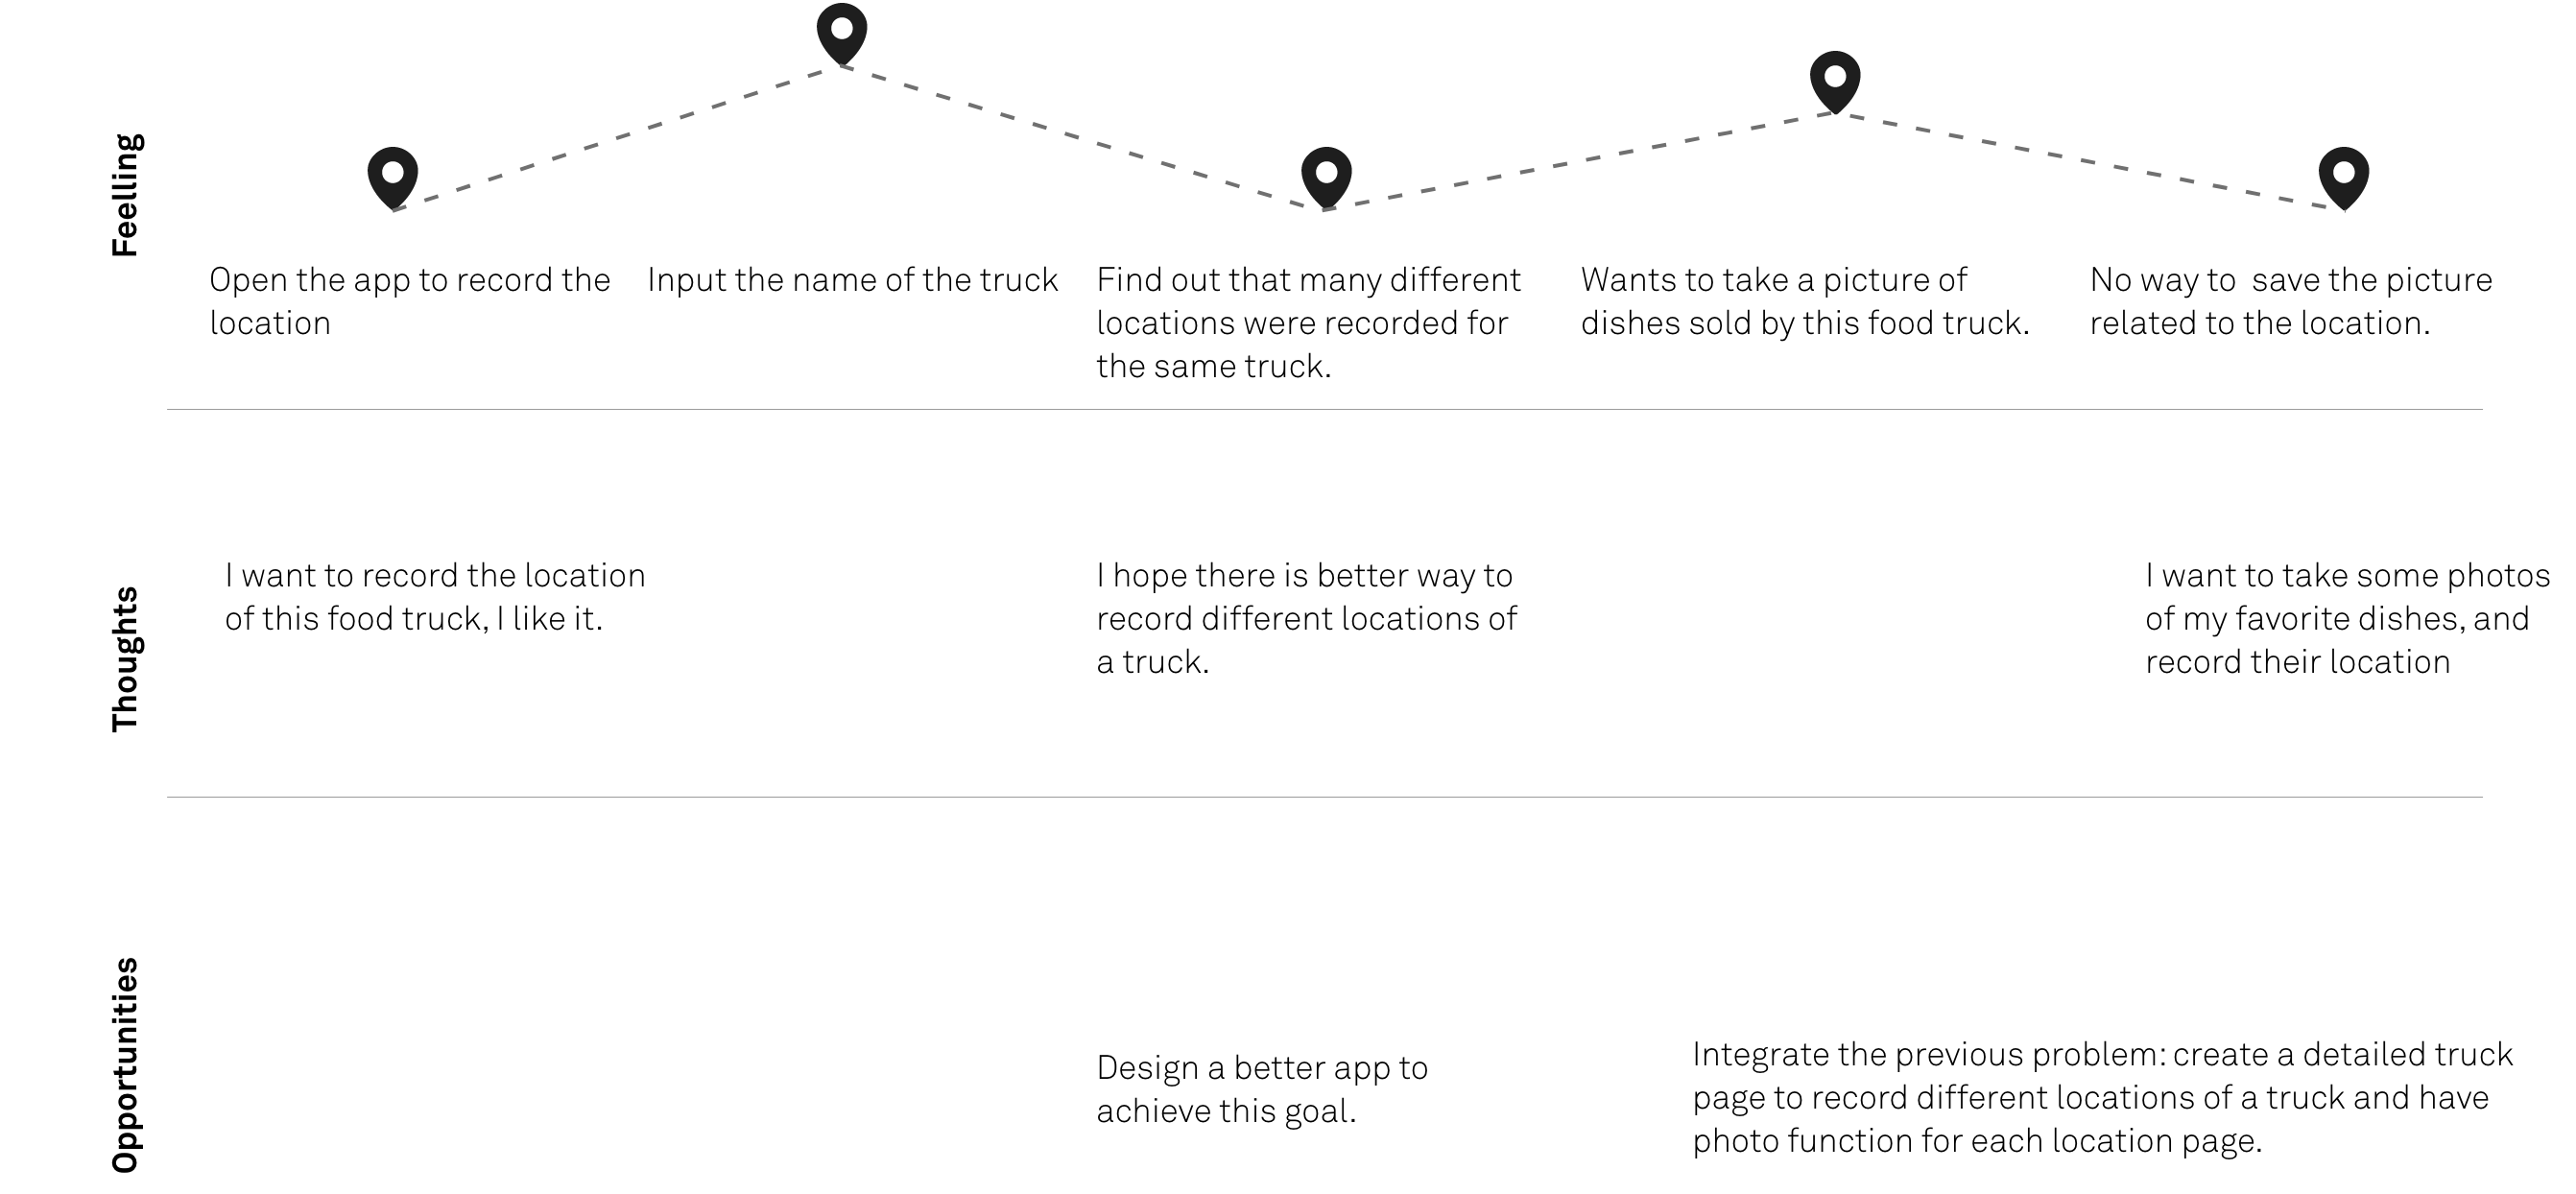 Feelling
Open the app to record the
location
Input the name of the truck
Find out that many different
locations were recorded for
the same truck.
Wants to take a picture of
dishes sold by this food truck.
No way to  save the picture
related to the location.
Thoughts
I want to record the location
of this food truck, I like it.
I hope there is better way to
record different locations of
a truck.
I want to take some photos
of my favorite dishes, and
record their location
Opportunities
Design a better app to
achieve this goal.
Integrate the previous problem: create a detailed truck
page to record different locations of a truck and have
photo function for each location page.